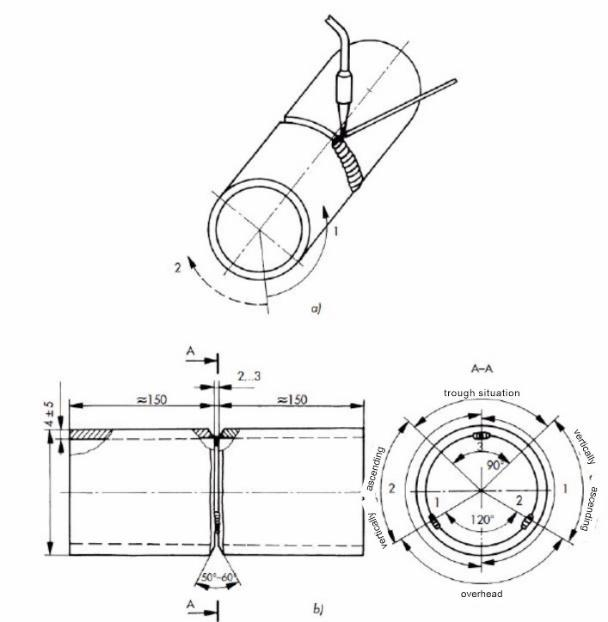 1
2
a)
A
2...3
≈150
≈150
4 ± 5
50°-60°
A
b)
A-A
trough situation
3
90°
1
2
120°
2
1
vertically ascending
vertically ascending
overhead